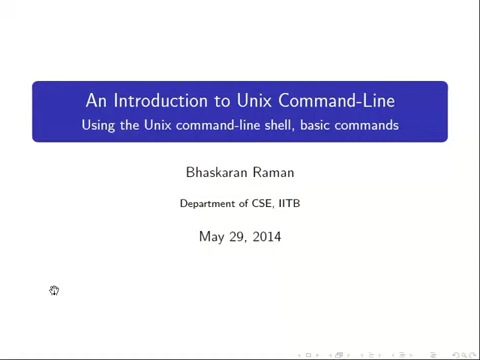 An Introduction to Unix Command-Line
Using the Unix command-line shell, basic commands
Bhaskaran Raman
Department of CSE, IITB
May 29, 2014